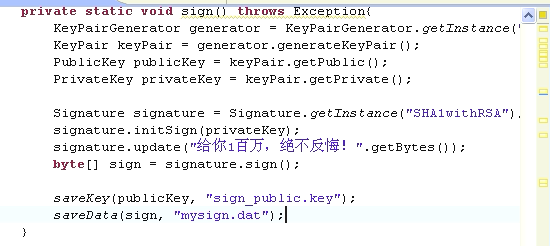 private static void sign() throws Exception{
KeyPairGenerator generator = KeyPairGenerator.getInstance("
KeyPair keyPair = generator.generateKeyPair();
PublicKey publicKey = keyPair.getPublic();
PrivateKey privateKey = keyPair.getPrivate();
Signature signature = Signature.getInstance("SHA1withRSA")
signature.initSign(privateKey);
signature.update("给你1百万，绝不反悔！".getBytes());
byte[] sign = signature.sign();
saveKey(publicKey, "sign_public.key");
saveData(sign, "mysign.dat");
}